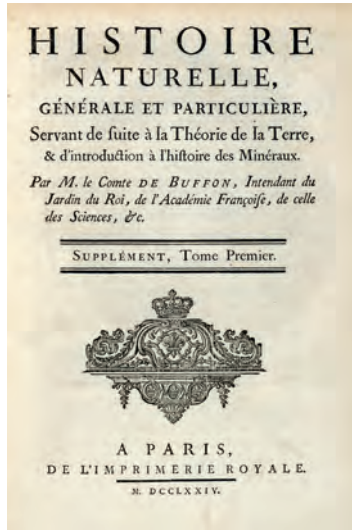 HISTOIRE
NATURELLE,
GÉNÉRALE ET PARTICULIÈRE,
Servant de ſuite à la Théorie de la Terre,
& d'introduction à l'hiſtoire des Minéraux.
Par M. le Comte DE BUFFON, Intendant du
Jardin du Roi, de l'Académie Françoiſe, de celle
des Sciences, &c.
SUPPLÉMENT, Tome Premier.
A PARIS,
DE L'IMPRIMERIE ROYALE.
M. DCCLXXIV.